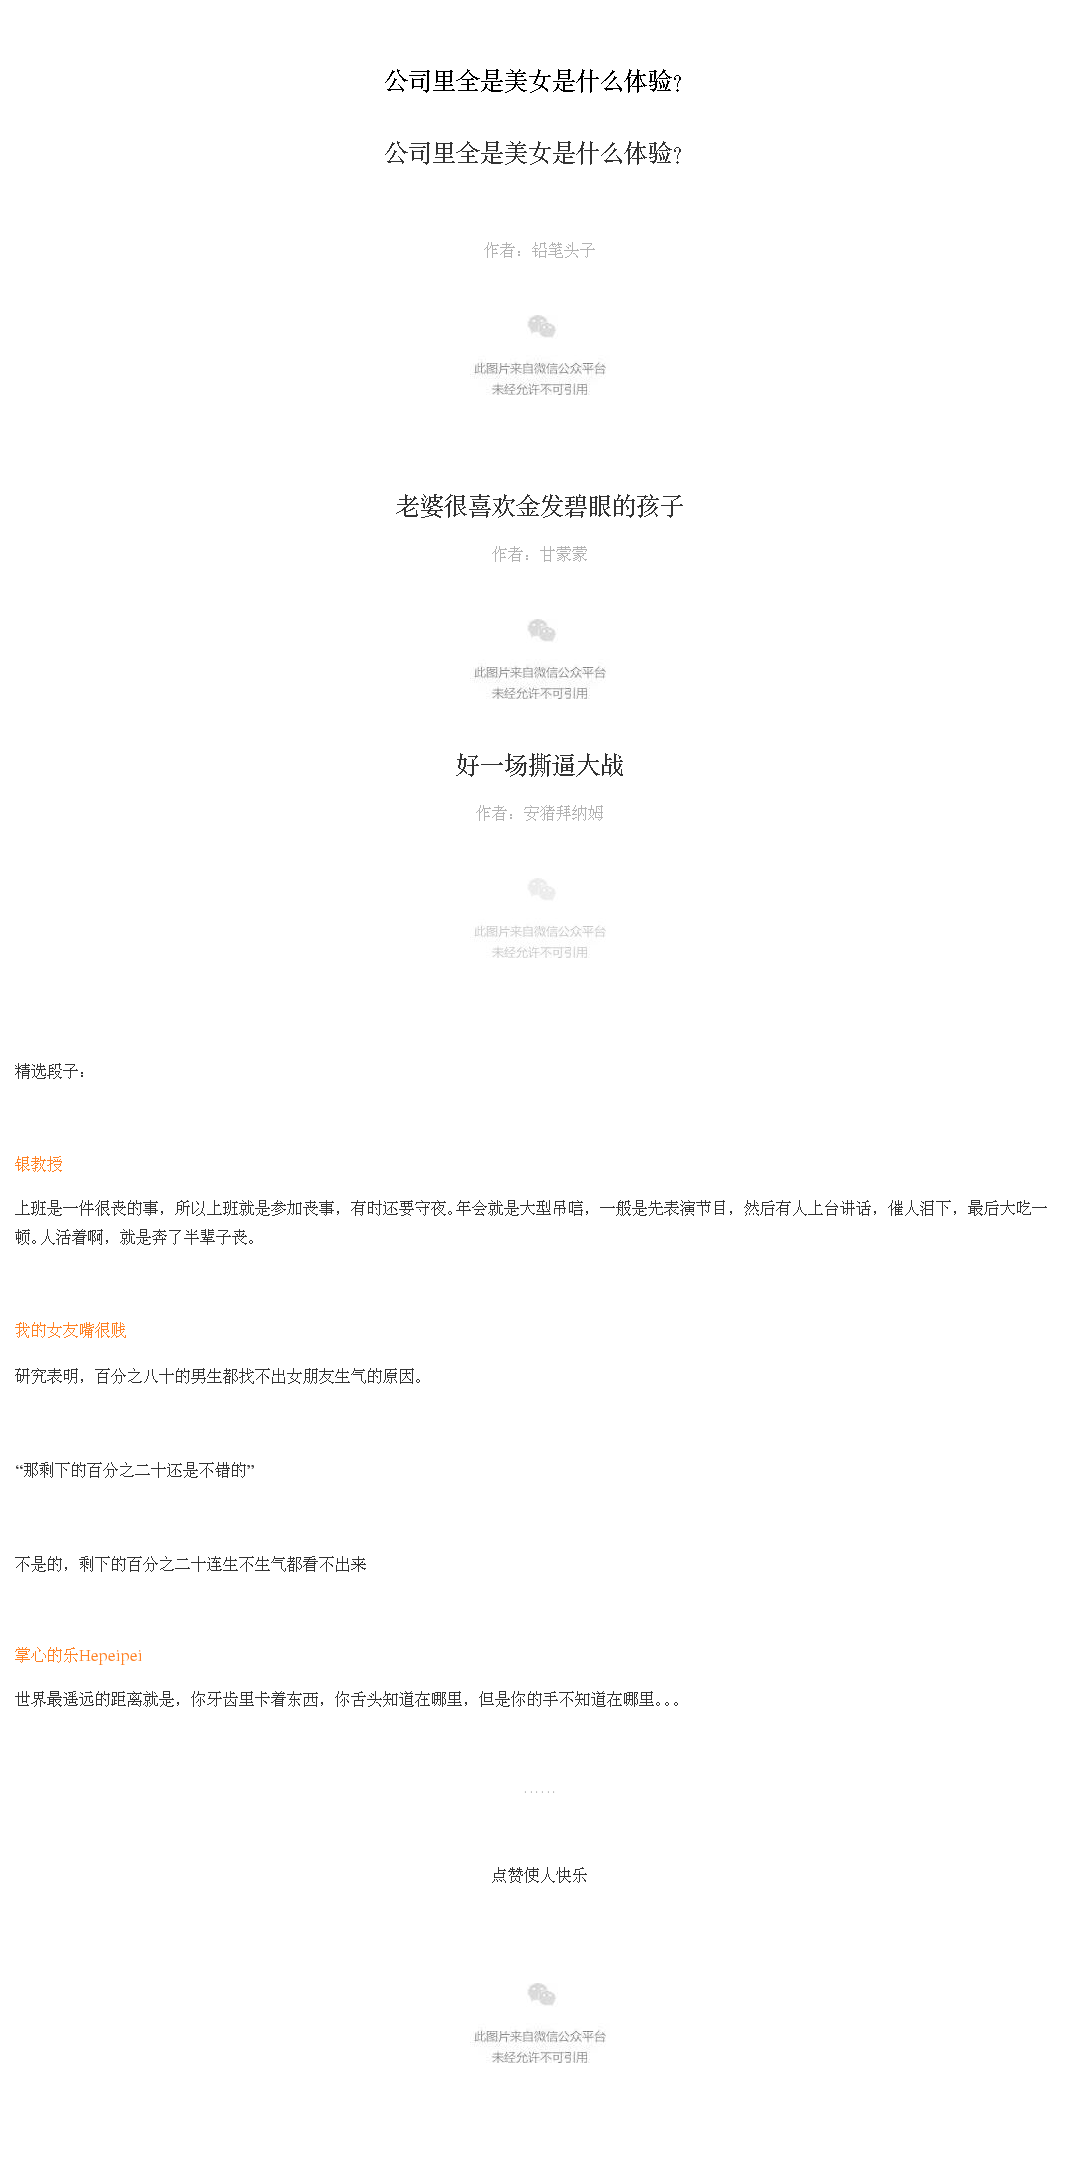 公司里全是美女是什么体验?
公司里全是美女是什么体验?
作者：铅笔头子
此图片来自微信公众平台
未经允许不可引用
老婆很喜欢金发碧眼的孩子
作者：甘蒙蒙
此图片来自微信公众平台
未经允许不可引用
好一场撕逼大战
作者：安猪拜纳姆
此图片来自微信公众平台
未经允许不可引用
精选段子：
银教授
上班是一件很丧的事，所以上班就是参加丧事，有时还要守夜。年会就是大型吊唁，一般是先表演节目，然后有人上台讲话，催人泪下，最后大吃一
顿。人活着啊，就是奔了半辈子丧。
我的女友嘴很贱
研究表明，百分之八十的男生都找不出女朋友生气的原因。
“那剩下的百分之二十还是不错的”
不是的，剩下的百分之二十连生不生气都看不出来
掌心的乐Hepeipei
世界最遥远的距离就是，你牙齿里卡着东西，你舌头知道在哪里，但是你的手不知道在哪里。。。
……
点赞使人快乐
此图片来自微信公众平台
未经允许不可引用